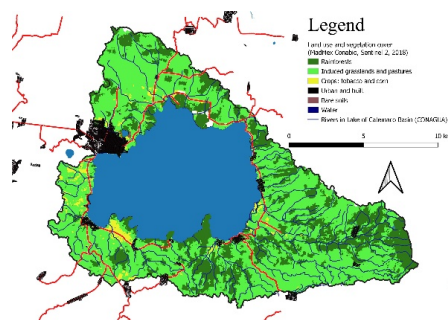 Legend
Land use and vegetation cover
(MadMex Conabio, Sentinel 2, 2018)
Rainforests
Induced grasslands and pastures
Crops: tobacco and corn
Urban and built
Bare soils
Water
Rivers in Lake of Catemaco Basin (CONAGUA)
0 5 10 km